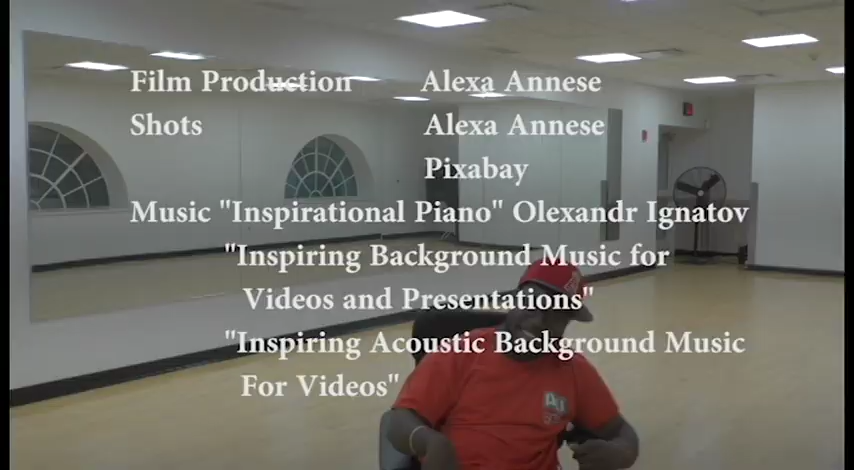 Film Production Alexa Annese
Shots Alexa Annese
Pixabay
Music "Inspirational Piano" Olexandr Ignatov
"Inspiring Background Music for
Videos and Presentations"
"Inspiring Acoustic Background Music
For Videos"